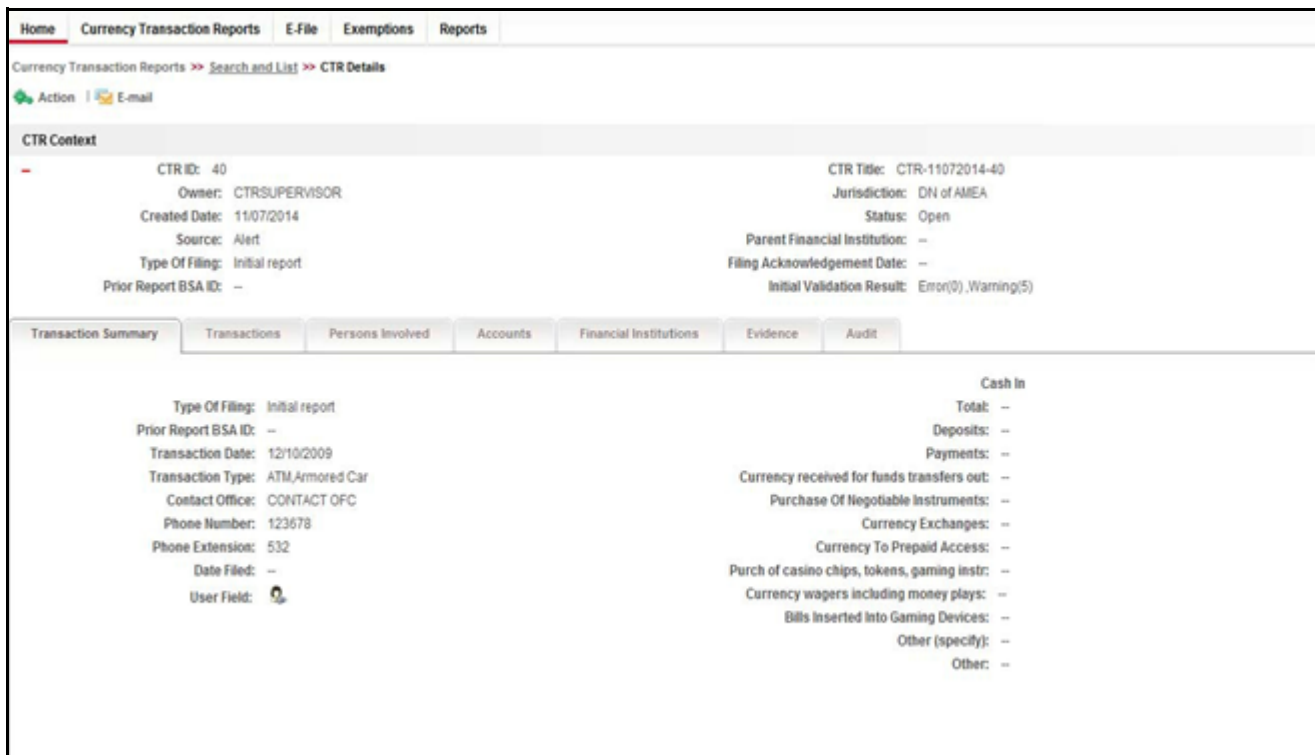 Home Currency Transaction Reports E-File Exemptions Reports
Currency Transaction Reports >> Search and List >> CTR Details
Action | E-mail
CTR Context
CTR ID: 40 CTR Title: CTR-11072014-40
Owner: CTRSUPERVISOR Jurisdiction: DN of AMEA
Created Date: 11/07/2014 Status: Open
Source: Alert Parent Financial Institution: --
Type Of Filing: Initial report Filing Acknowledgement Date: --
Prior Report BSA ID: -- Initial Validation Result: Error(0) ,Warning(5)
Transaction Summary Transactions Persons Involved Accounts Financial Institutions Evidence Audit
Cash In
Type Of Filing: Initial report Total: --
Prior Report BSA ID: -- Deposits: --
Transaction Date: 12/10/2009 Payments: --
Transaction Type: ATM,Armored Car Currency received for funds transfers out: --
Contact Office: CONTACT OFC Purchase Of Negotiable Instruments: --
Phone Number: 123678 Currency Exchanges: --
Phone Extension: 532 Currency To Prepaid Access: --
Date Filed: -- Purch of casino chips, tokens, gaming instr: --
User Field: Currency wagers including money plays: --
Bills Inserted Into Gaming Devices: --
Other (specify): --
Other: --